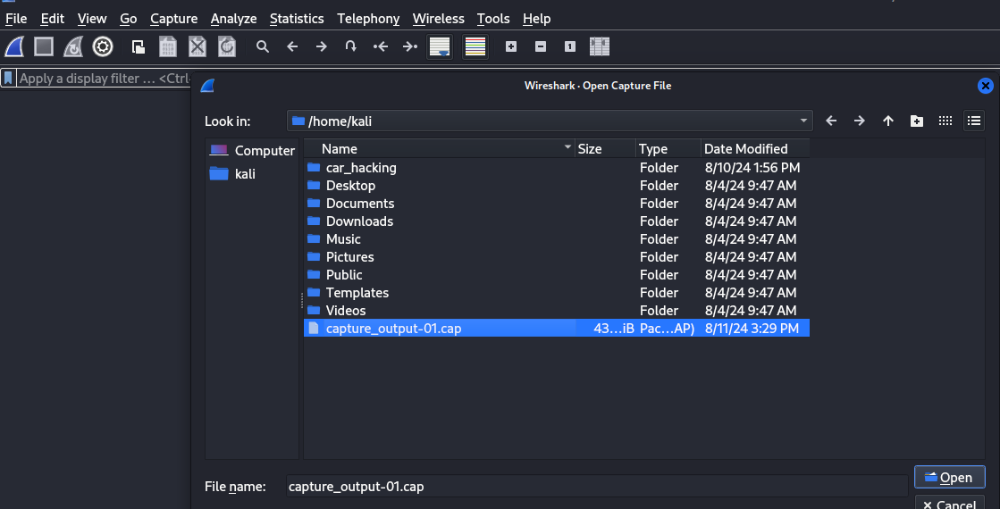 File Edit View Go Capture Analyze Statistics Telephony Wireless Tools Help
1
Apply a display filter … <Ctrl-
Wireshark · Open Capture File
Look in: /home/kali
Computer
kali
Name Size Type Date Modified
car_hacking Folder 8/10/24 1:56 PM
Desktop Folder 8/4/24 9:47 AM
Documents Folder 8/4/24 9:47 AM
Downloads Folder 8/4/24 9:47 AM
Music Folder 8/4/24 9:47 AM
Pictures Folder 8/4/24 9:47 AM
Public Folder 8/4/24 9:47 AM
Templates Folder 8/4/24 9:47 AM
Videos Folder 8/4/24 9:47 AM
capture_output-01.cap 43...iB Pac...AP) 8/11/24 3:29 PM
File name: capture_output-01.cap
Open
Cancel